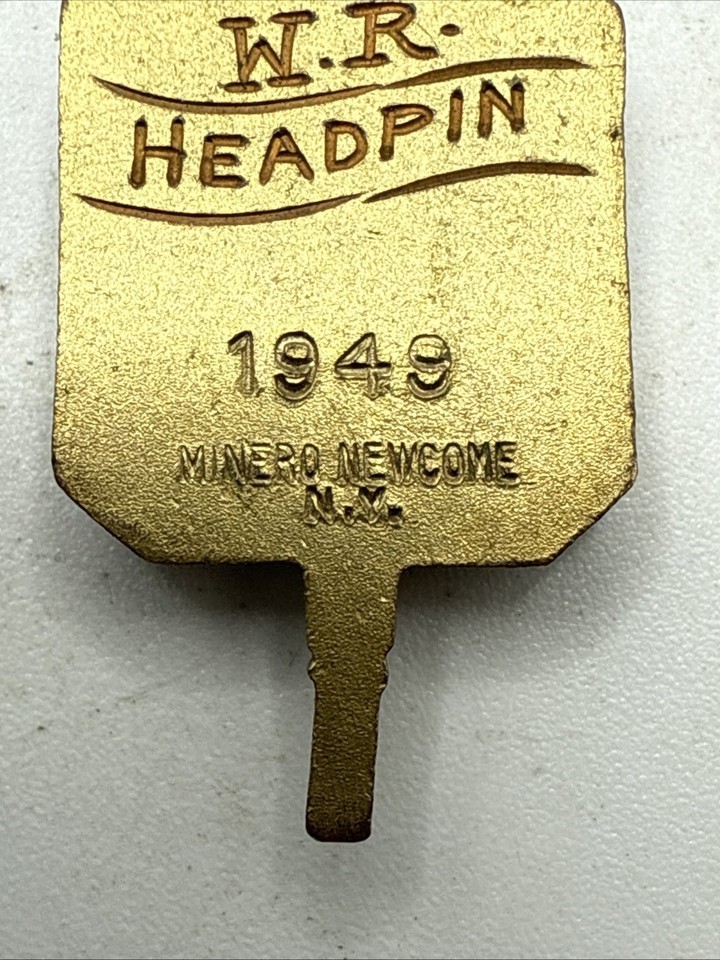 W.R.
HEADPIN
1949
MINERO NEWCOME
N.Y.